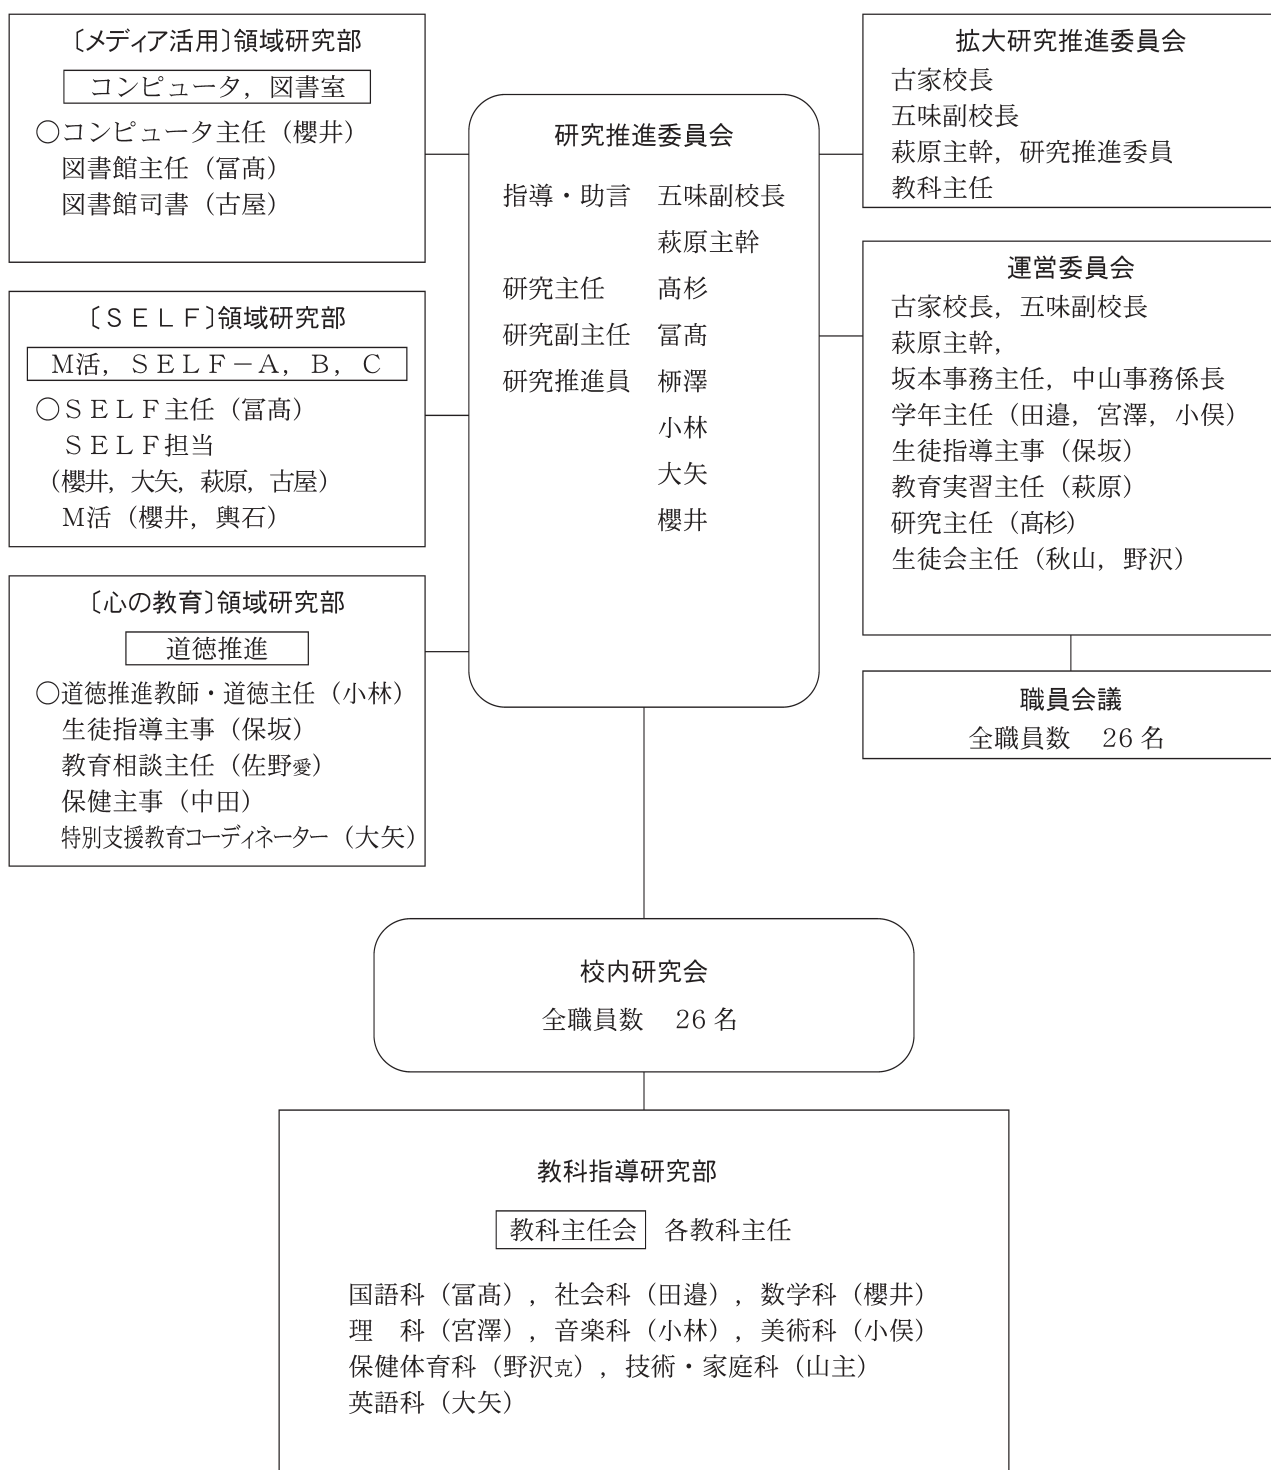 〔メディア活用〕領域研究部
コンピュータ，図書室
○コンピュータ主任（櫻井）
図書館主任（冨髙）
図書館司書（古屋）
〔ＳＥＬＦ〕領域研究部
Ｍ活，ＳＥＬＦ－Ａ，Ｂ，Ｃ
○ＳＥＬＦ主任（冨髙）
ＳＥＬＦ担当
（櫻井，大矢，萩原，古屋）
Ｍ活（櫻井，輿石）
〔心の教育〕領域研究部
道徳推進
○道徳推進教師・道徳主任（小林）
生徒指導主事（保坂）
教育相談主任（佐野愛）
保健主事（中田）
特別支援教育コーディネーター（大矢）
研究推進委員会
指導・助言　五味副校長
萩原主幹
研究主任　髙杉
研究副主任　冨髙
研究推進員　栁澤
小林
大矢
櫻井
拡大研究推進委員会
古家校長
五味副校長
萩原主幹，研究推進委員
教科主任
運営委員会
古家校長，五味副校長
萩原主幹，
坂本事務主任，中山事務係長
学年主任（田邉，宮澤，小俣）
生徒指導主事（保坂）
教育実習主任（萩原）
研究主任（髙杉）
生徒会主任（秋山，野沢）
職員会議
全職員数　26 名
校内研究会
全職員数　26 名
教科指導研究部
教科主任会　各教科主任
国語科（冨髙），社会科（田邉），数学科（櫻井）
理　科（宮澤），音楽科（小林），美術科（小俣）
保健体育科（野沢克），技術・家庭科（山主）
英語科（大矢）